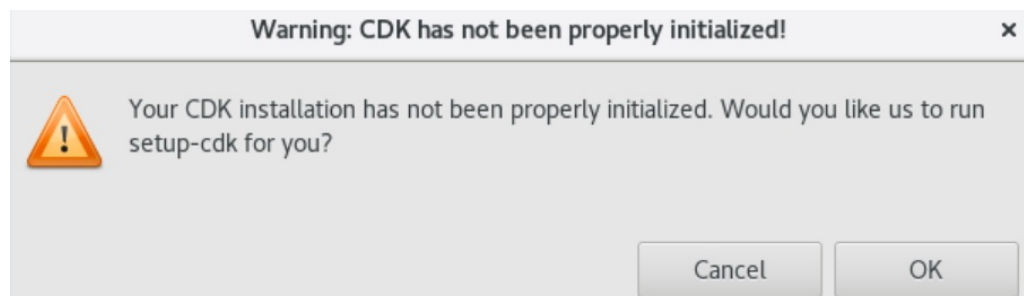 Warning: CDK has not been properly initialized!
Your CDK installation has not been properly initialized. Would you like us to run
setup-cdk for you?
Cancel
OK